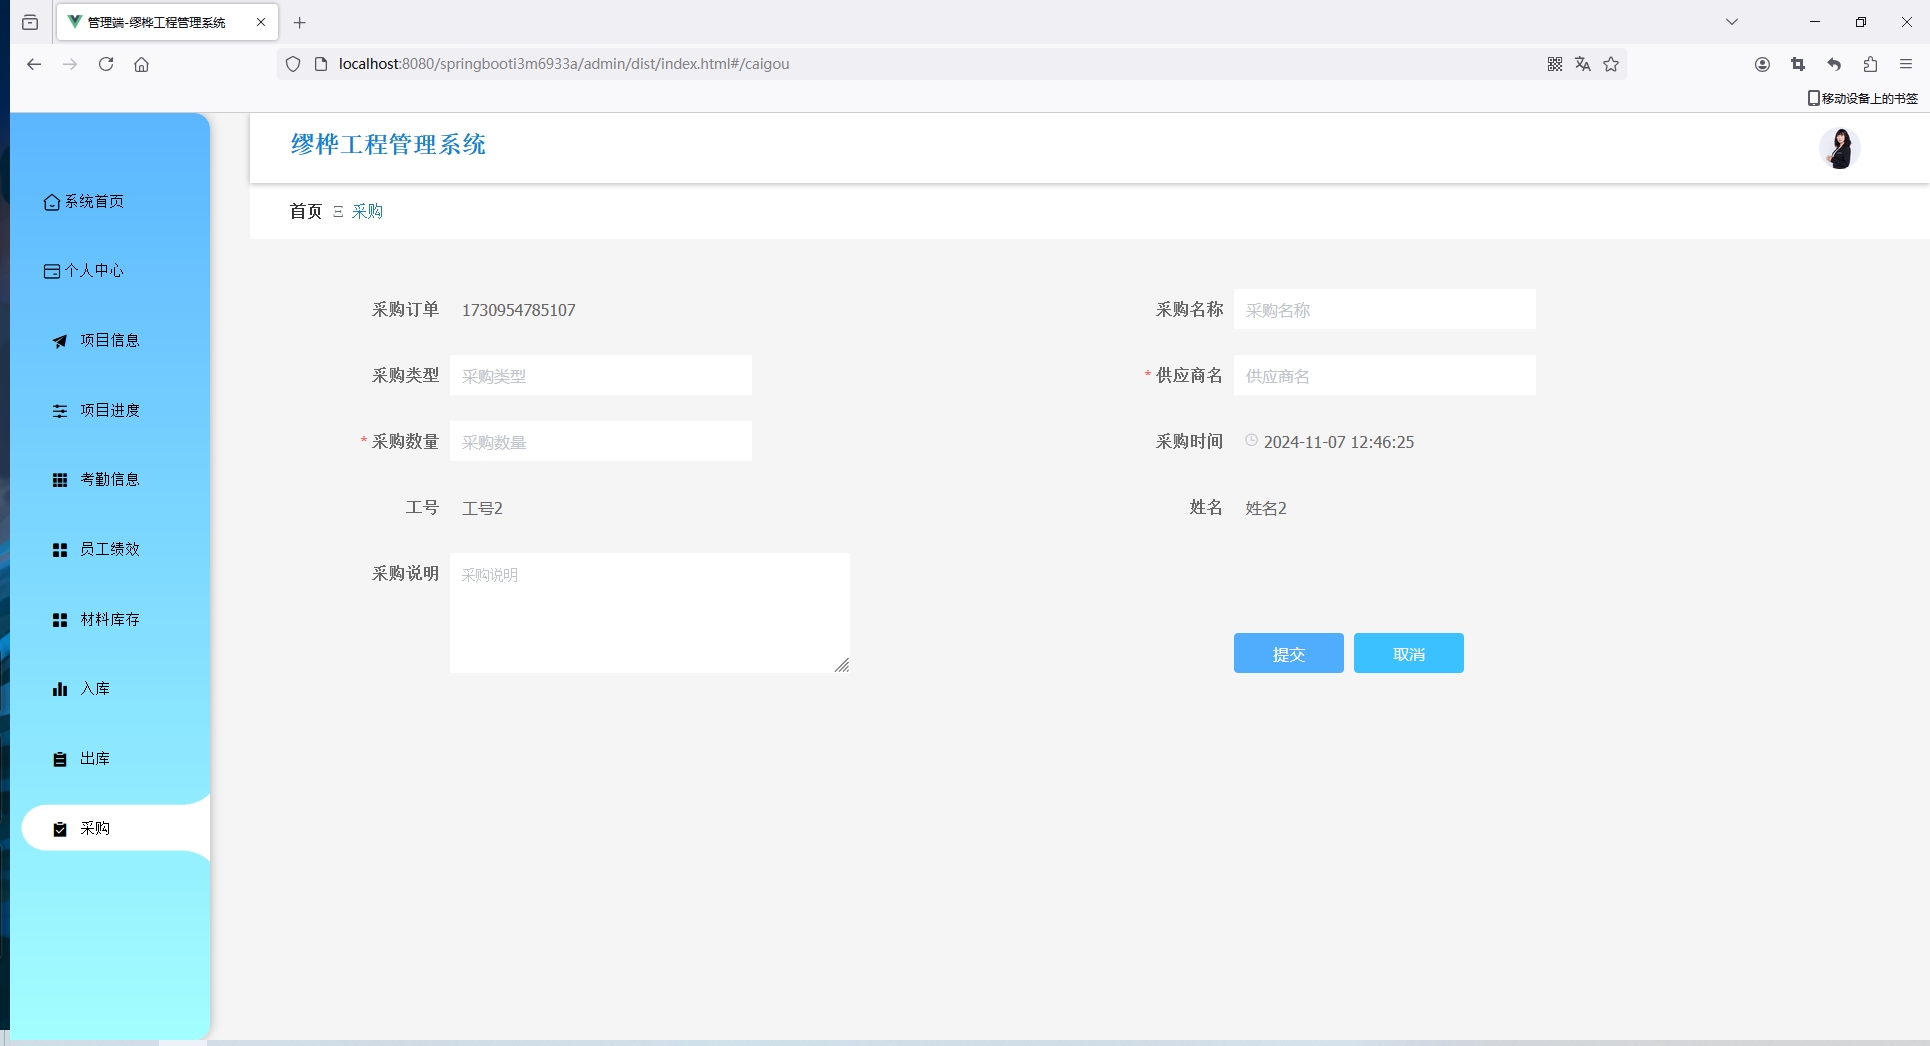 管理端-缪桦工程管理系统
localhost:8080/springbooti3m6933a/admin/dist/index.html#/caigou
移动设备上的书签
缪桦工程管理系统
首页 Ξ 采购
系统首页
个人中心
项目信息
项目进度
考勤信息
员工绩效
材料库存
入库
出库
采购
采购订单 1730954785107
采购名称 采购名称
采购类型 采购类型
* 供应商名 供应商名
* 采购数量 采购数量
采购时间 2024-11-07 12:46:25
工号 工号2
姓名 姓名2
采购说明 采购说明
提交 取消